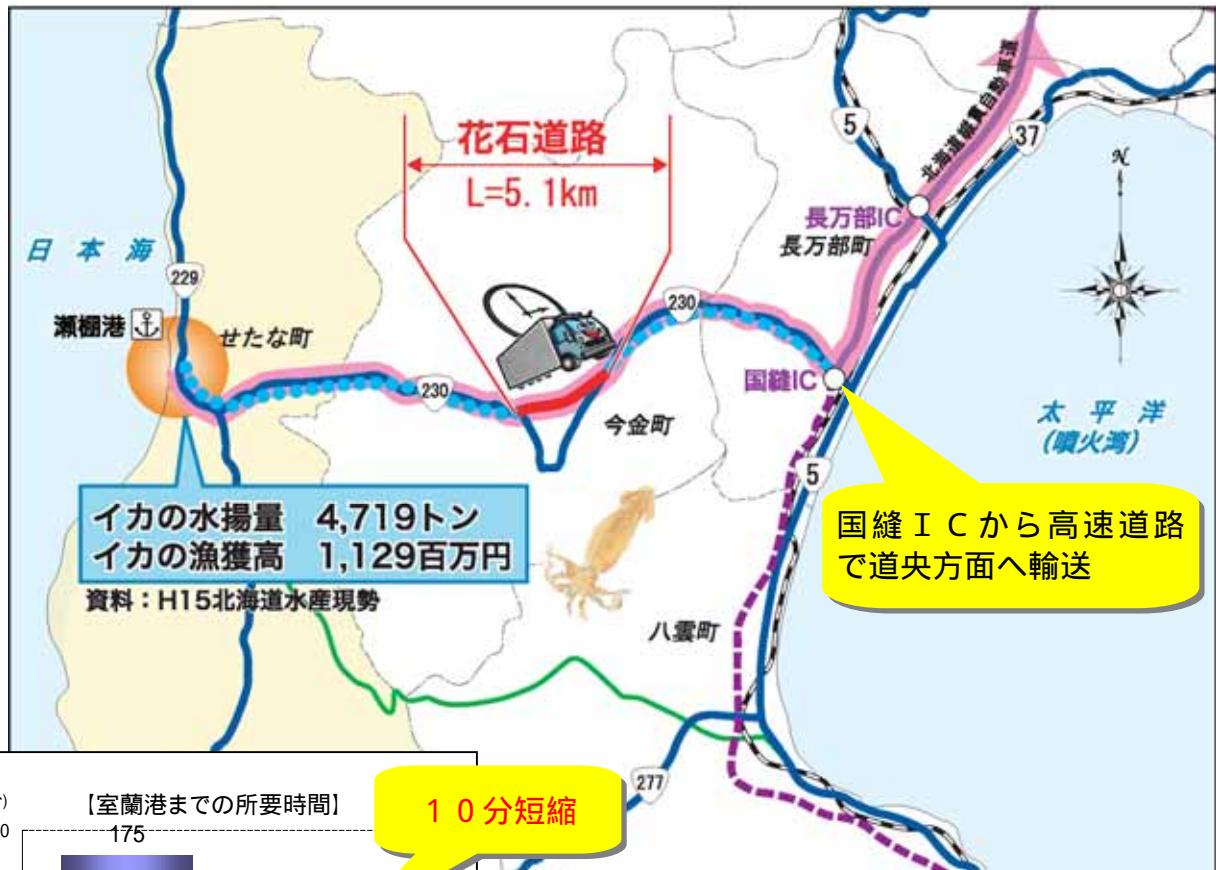 北海道縦貫自動車道
5
37
花石道路
L=5.1km
N
長万部IC
長万部町
日本海
229
230
瀬棚港
せたな町
国縫IC
230
今金町
太平洋
(噴火湾)
5
イカの水揚量 4,719トン
イカの漁獲高 1,129百万円
資料：H15北海道水産現勢
国縫ＩＣから高速道路
で道央方面へ輸送
八雲町
277
【室蘭港までの所要時間】
10分短縮
175